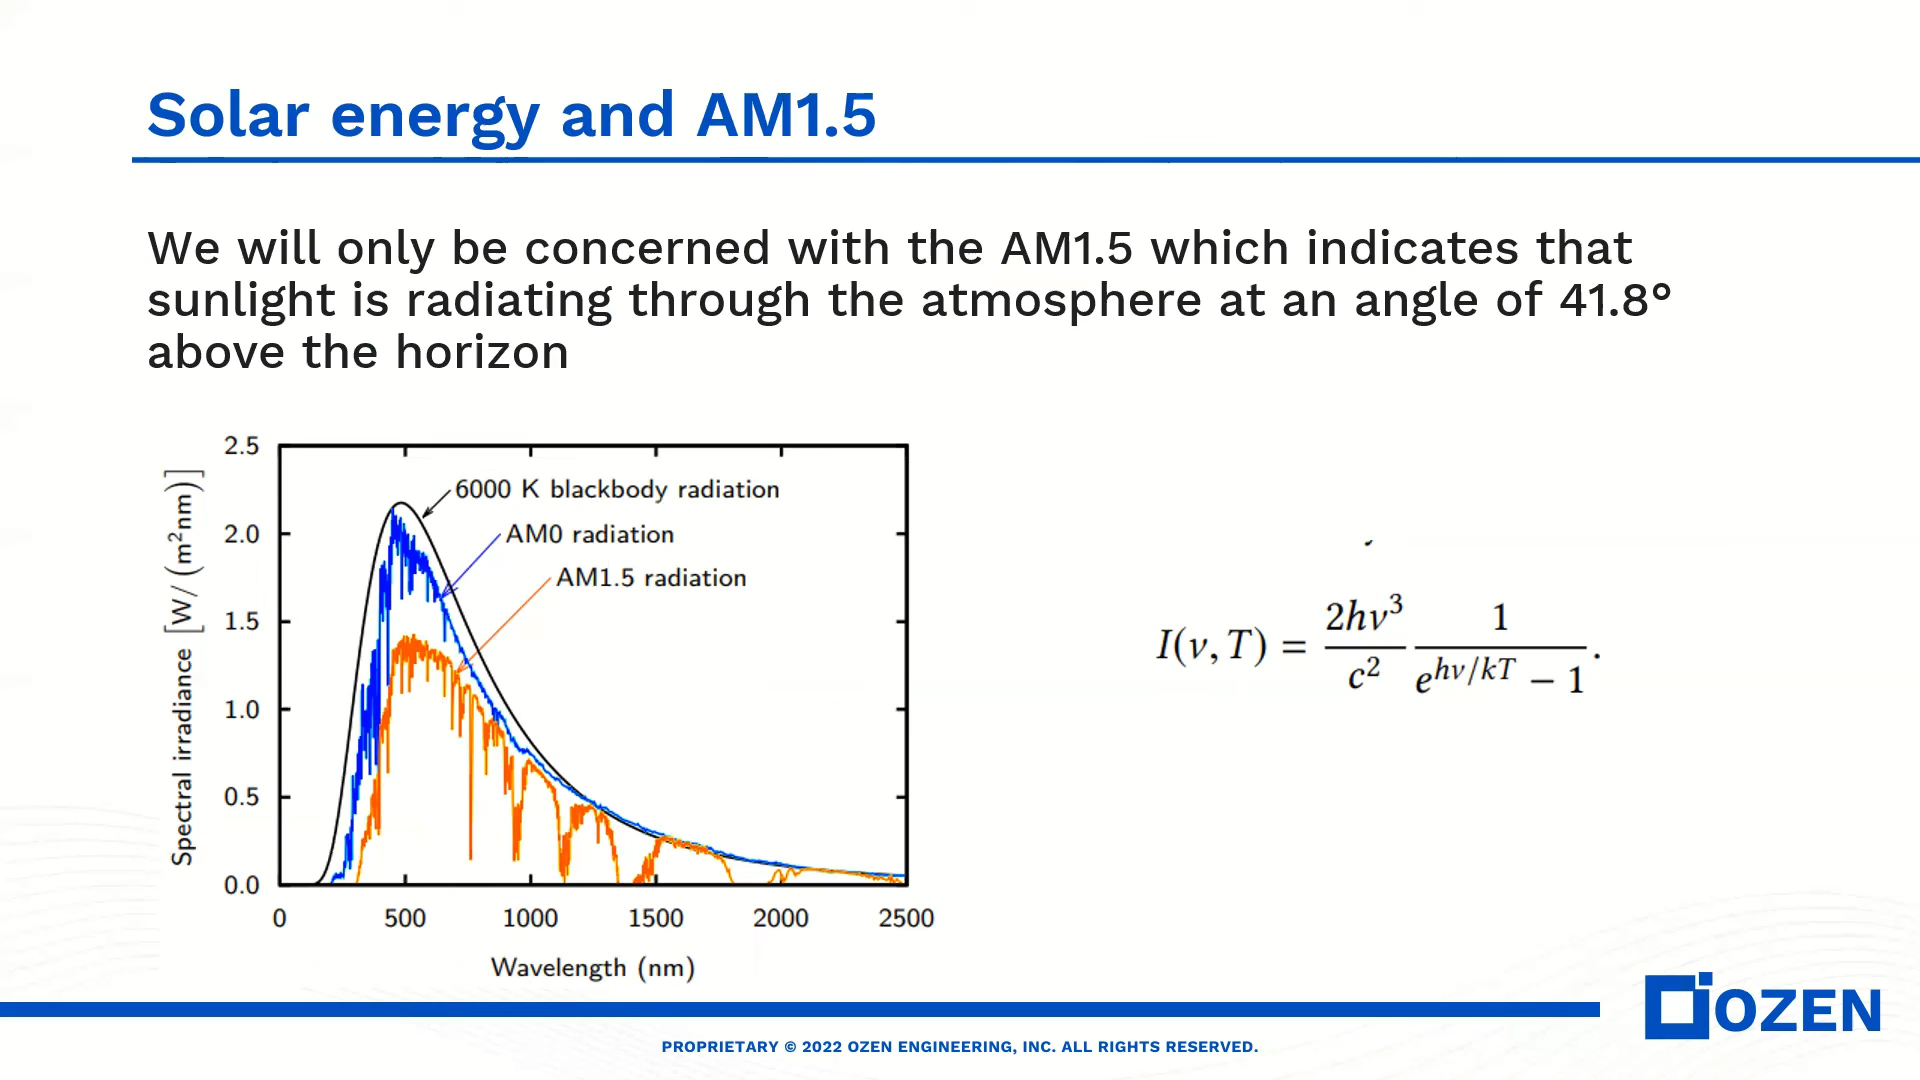 Solar energy and AM1.5
We will only be concerned with the AM1.5 which indicates that
sunlight is radiating through the atmosphere at an angle of 41.8°
above the horizon
Spectral irradiance [W/(m²nm)]
2.5
2.0
1.5
1.0
0.5
0.0
6000 K blackbody radiation
AM0 radiation
AM1.5 radiation
0 500 1000 1500 2000 2500
Wavelength (nm)
I(ν, T) = 2hν³/c² 1/(e^{hν/kT} − 1).
OZEN
PROPRIETARY © 2022 OZEN ENGINEERING, INC. ALL RIGHTS RESERVED.